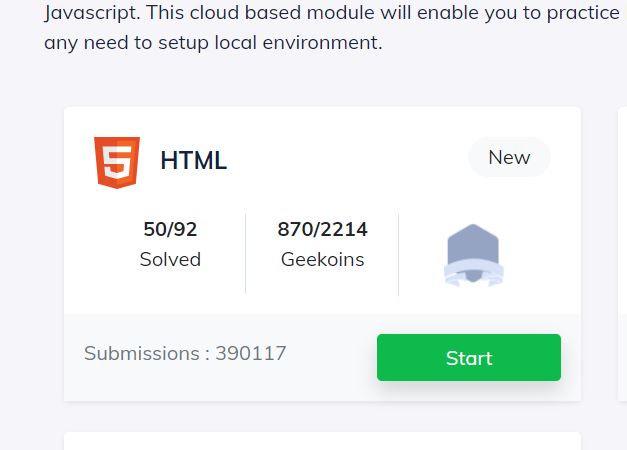 Javascript. This cloud based module will enable you to practice
any need to setup local environment.
5
HTML
New
50/92
Solved
870/2214
Geekoins
Submissions : 390117
Start